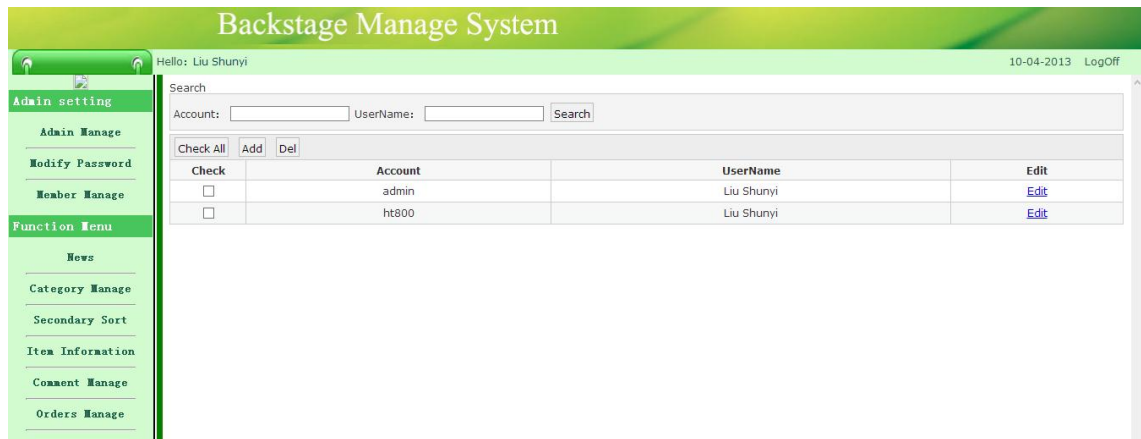 Backstage Manage System
Hello: Liu Shunyi 10-04-2013 LogOff
Admin setting
Admin Manage
Modify Password
Member Manage
Function Menu
News
Category Manage
Secondary Sort
Item Information
Comment Manage
Orders Manage
Search
Account: UserName: Search
Check All Add Del
Check Account UserName Edit
admin Liu Shunyi Edit
ht800 Liu Shunyi Edit